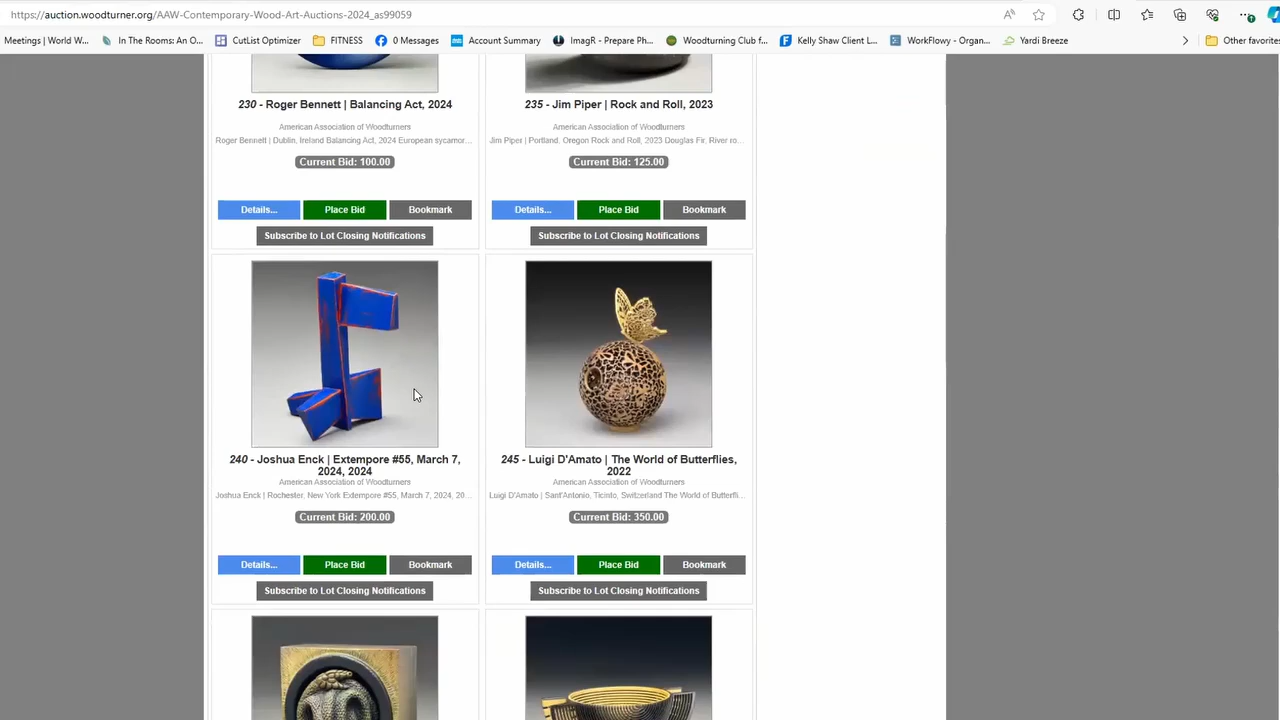 https://auction.woodturner.org/AAW-Contemporary-Wood-Art-Auctions-2024_as99059
Meetings | World W... In The Rooms: An O... CutList Optimizer FITNESS 0 Messages Account Summary ImagR - Prepare Ph... Woodturning Club f... Kelly Shaw Client L... WorkFlowy - Organ... Yardi Breeze Other favorites
230 - Roger Bennett | Balancing Act, 2024
American Association of Woodturners
Roger Bennett | Dublin, Ireland Balancing Act, 2024 European sycamor...
Current Bid: 100.00
Details... Place Bid Bookmark
Subscribe to Lot Closing Notifications
235 - Jim Piper | Rock and Roll, 2023
American Association of Woodturners
Jim Piper | Portland, Oregon Rock and Roll, 2023 Douglas Fir, River ro...
Current Bid: 125.00
Details... Place Bid Bookmark
Subscribe to Lot Closing Notifications
240 - Joshua Enck | Extempore #55, March 7,
2024, 2024
American Association of Woodturners
Joshua Enck | Rochester, New York Extempore #55, March 7, 2024, 20...
Current Bid: 200.00
Details... Place Bid Bookmark
Subscribe to Lot Closing Notifications
245 - Luigi D'Amato | The World of Butterflies,
2022
American Association of Woodturners
Luigi D'Amato | Sant'Antonio, Ticinto, Switzerland The World of Butterfli...
Current Bid: 350.00
Details... Place Bid Bookmark
Subscribe to Lot Closing Notifications